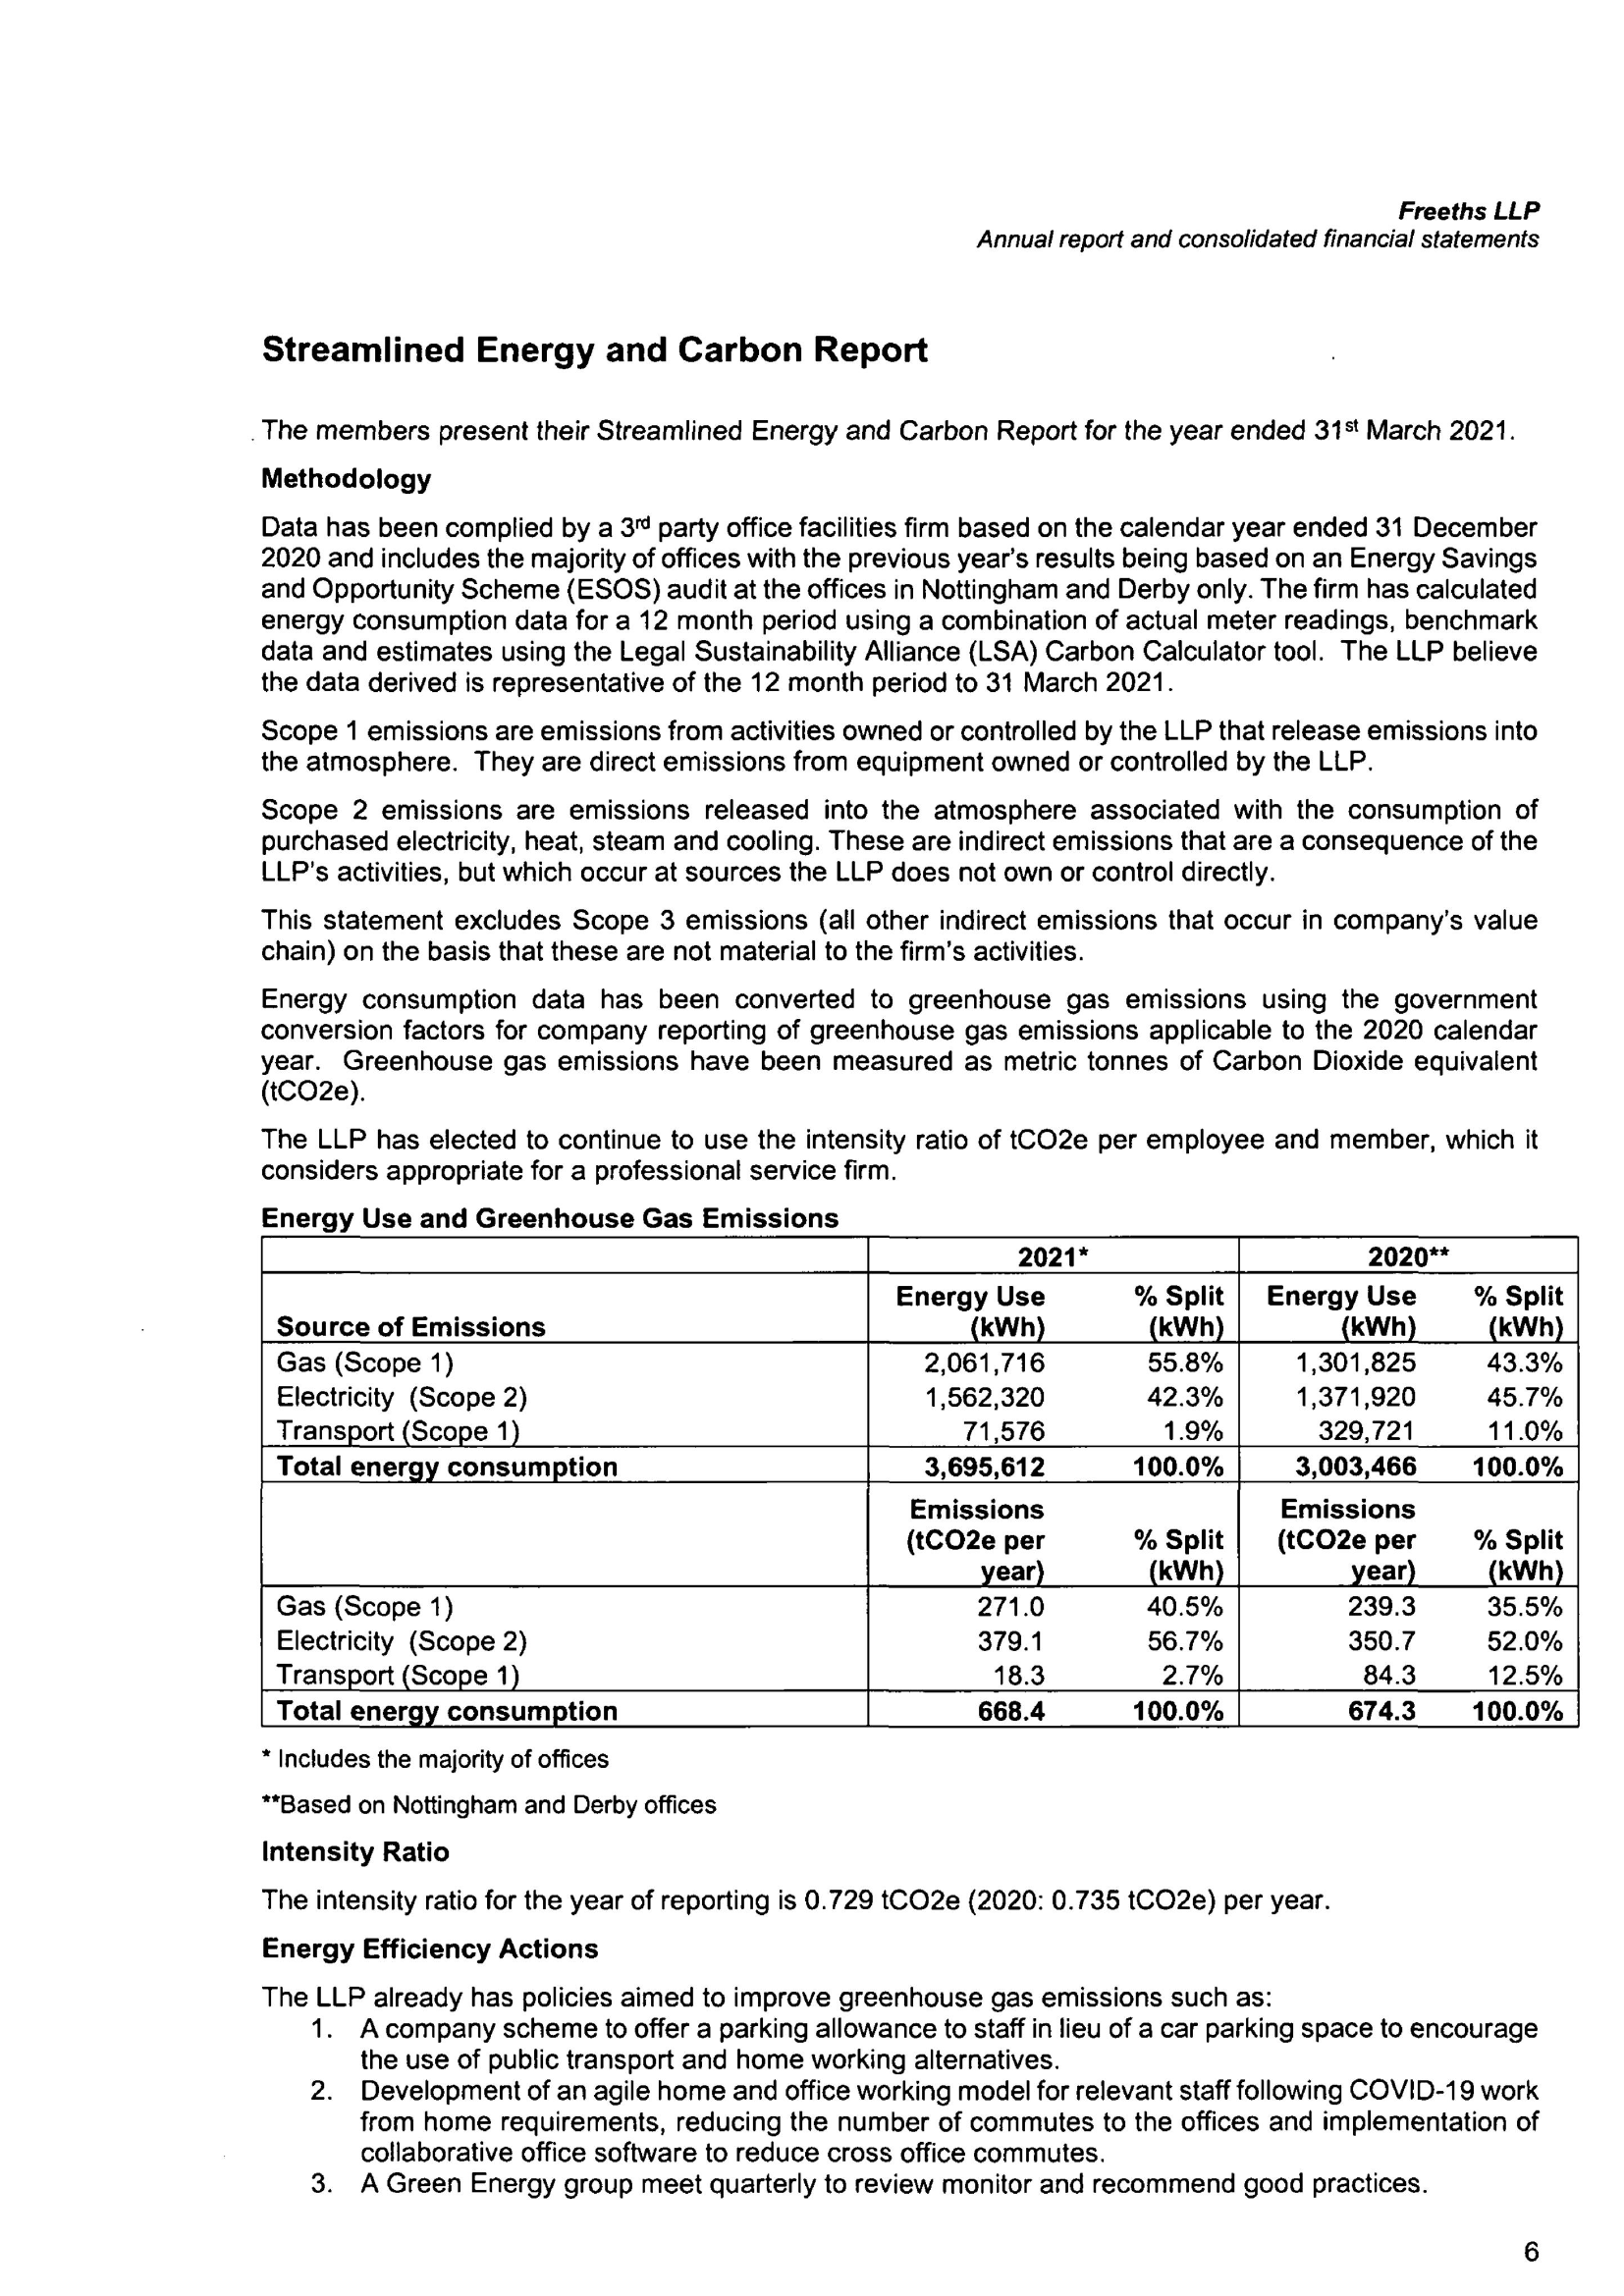 Freeths LLP
Annual report and consolidated financial statements
Streamlined Energy and Carbon Report
The members present their Streamlined Energy and Carbon Report for the year ended 31st March 2021.
Methodology
Data has been complied by a 3rd party office facilities firm based on the calendar year ended 31 December
2020 and includes the majority of offices with the previous year's results being based on an Energy Savings
and Opportunity Scheme (ESOS) audit at the offices in Nottingham and Derby only. The firm has calculated
energy consumption data for a 12 month period using a combination of actual meter readings, benchmark
data and estimates using the Legal Sustainability Alliance (LSA) Carbon Calculator tool. The LLP believe
the data derived is representative of the 12 month period to 31 March 2021.
Scope 1 emissions are emissions from activities owned or controlled by the LLP that release emissions into
the atmosphere. They are direct emissions from equipment owned or controlled by the LLP.
Scope 2 emissions are emissions released into the atmosphere associated with the consumption of
purchased electricity, heat, steam and cooling. These are indirect emissions that are a consequence of the
LLP's activities, but which occur at sources the LLP does not own or control directly.
This statement excludes Scope 3 emissions (all other indirect emissions that occur in company's value
chain) on the basis that these are not material to the firm's activities.
Energy consumption data has been converted to greenhouse gas emissions using the government
conversion factors for company reporting of greenhouse gas emissions applicable to the 2020 calendar
year. Greenhouse gas emissions have been measured as metric tonnes of Carbon Dioxide equivalent
(tCO2e).
The LLP has elected to continue to use the intensity ratio of tCO2e per employee and member, which it
considers appropriate for a professional service firm.
Energy Use and Greenhouse Gas Emissions
2021* 2020**
Energy Use % Split Energy Use % Split
Source of Emissions (kWh) (kWh) (kWh) (kWh)
Gas (Scope 1) 2,061,716 55.8% 1,301,825 43.3%
Electricity (Scope 2) 1,562,320 42.3% 1,371,920 45.7%
Transport (Scope 1) 71,576 1.9% 329,721 11.0%
Total energy consumption 3,695,612 100.0% 3,003,466 100.0%
Emissions Emissions
(tCO2e per % Split (tCO2e per % Split
year) (kWh) year) (kWh)
Gas (Scope 1) 271.0 40.5% 239.3 35.5%
Electricity (Scope 2) 379.1 56.7% 350.7 52.0%
Transport (Scope 1) 18.3 2.7% 84.3 12.5%
Total energy consumption 668.4 100.0% 674.3 100.0%
* Includes the majority of offices
**Based on Nottingham and Derby offices
Intensity Ratio
The intensity ratio for the year of reporting is 0.729 tCO2e (2020: 0.735 tCO2e) per year.
Energy Efficiency Actions
The LLP already has policies aimed to improve greenhouse gas emissions such as:
1. A company scheme to offer a parking allowance to staff in lieu of a car parking space to encourage
the use of public transport and home working alternatives.
2. Development of an agile home and office working model for relevant staff following COVID-19 work
from home requirements, reducing the number of commutes to the offices and implementation of
collaborative office software to reduce cross office commutes.
3. A Green Energy group meet quarterly to review monitor and recommend good practices.
6